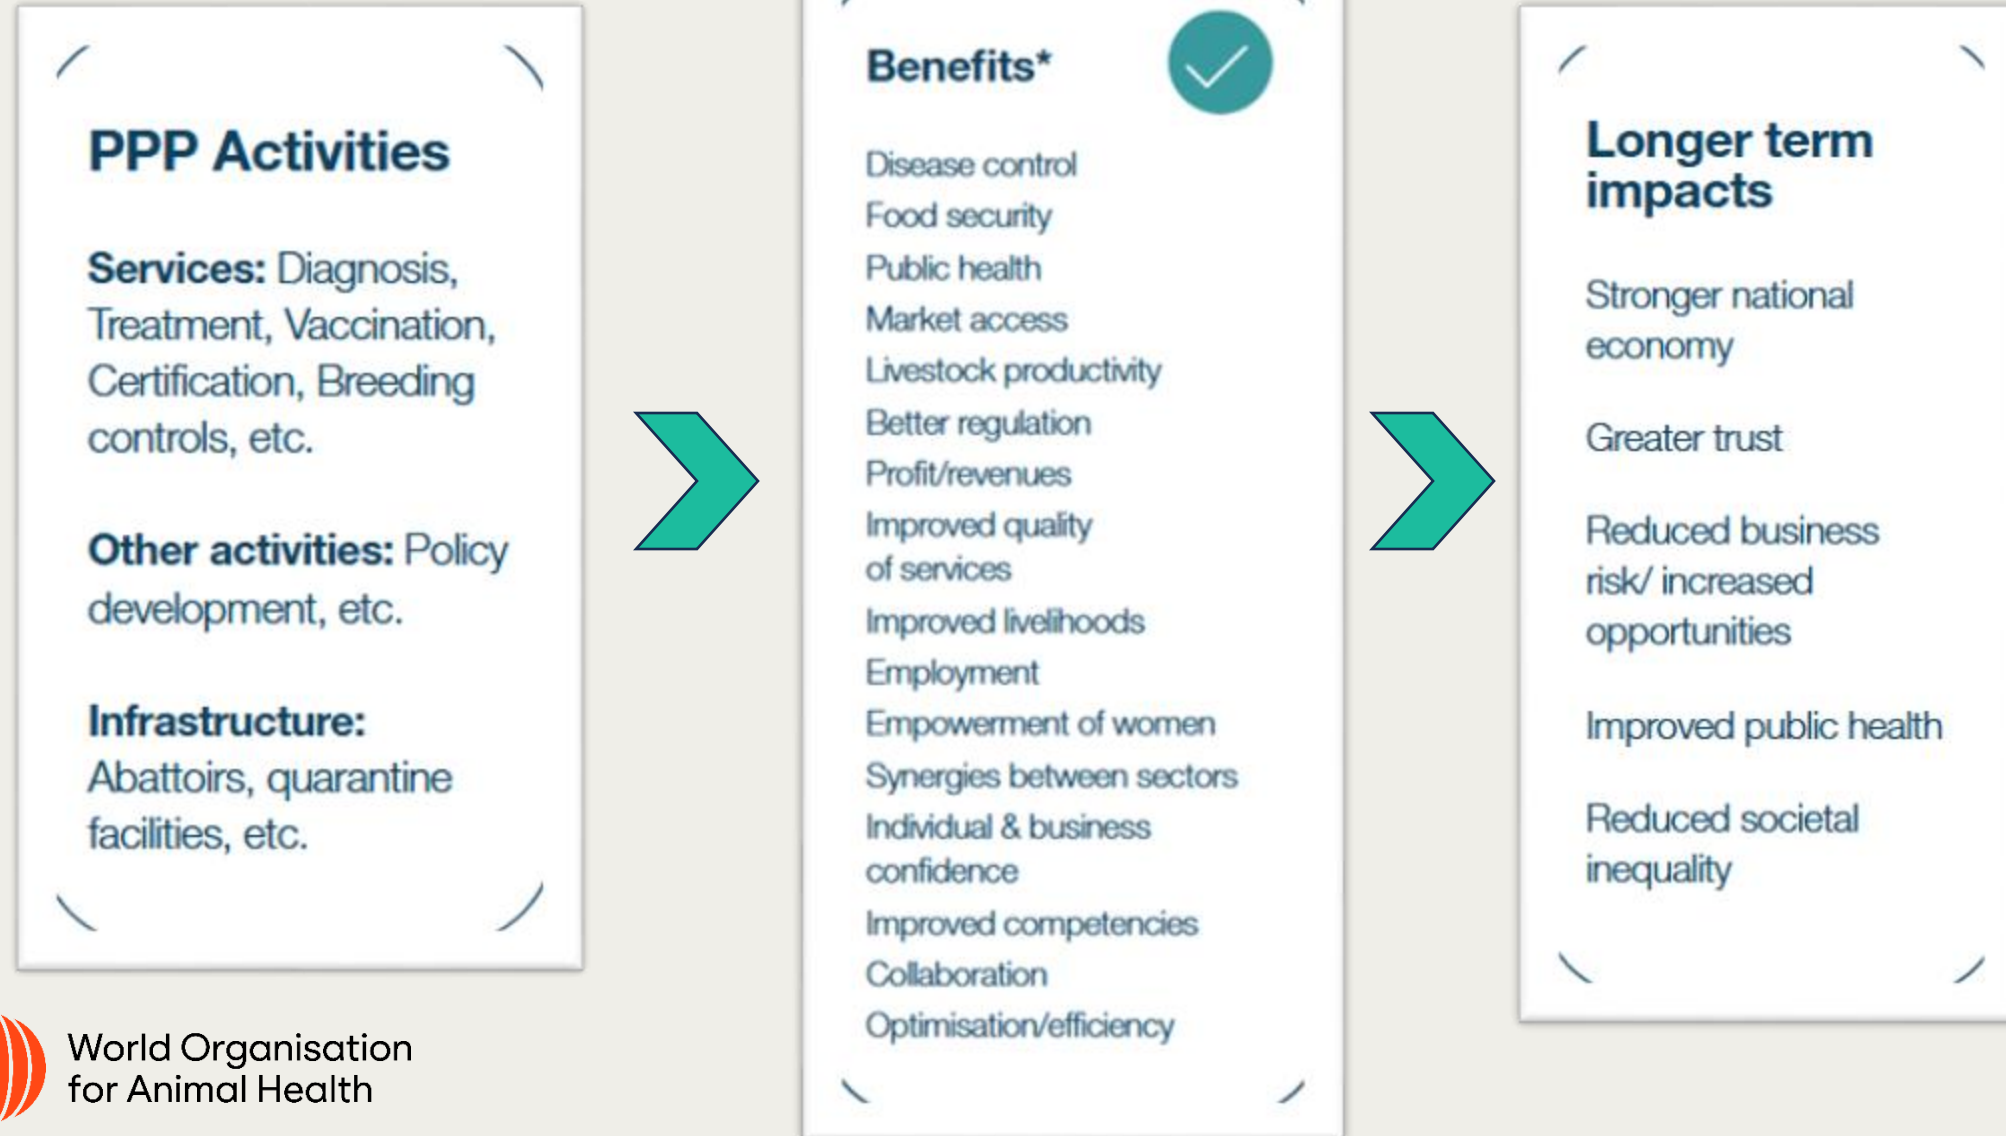 PPP Activities
Services: Diagnosis,
Treatment, Vaccination,
Certification, Breeding
controls, etc.
Other activities: Policy
development, etc.
Infrastructure:
Abattoirs, quarantine
facilities, etc.
Benefits*
Disease control
Food security
Public health
Market access
Livestock productivity
Better regulation
Profit/revenues
Improved quality
of services
Improved livelihoods
Employment
Empowerment of women
Synergies between sectors
Individual & business
confidence
Improved competencies
Collaboration
Optimisation/efficiency
Longer term
impacts
Stronger national
economy
Greater trust
Reduced business
risk/ increased
opportunities
Improved public health
Reduced societal
inequality
World Organisation
for Animal Health